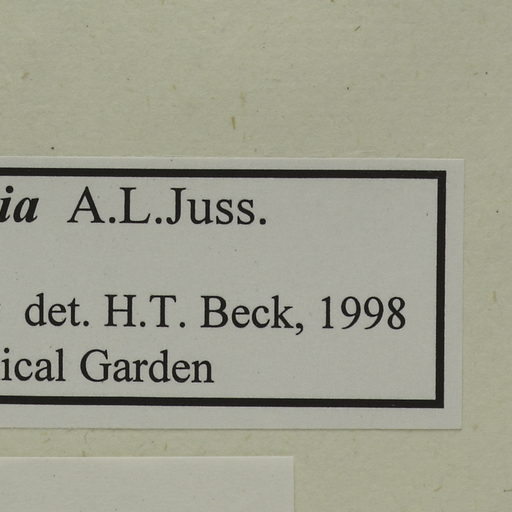 ia A.L.Juss.
det. H.T. Beck, 1998
ical Garden